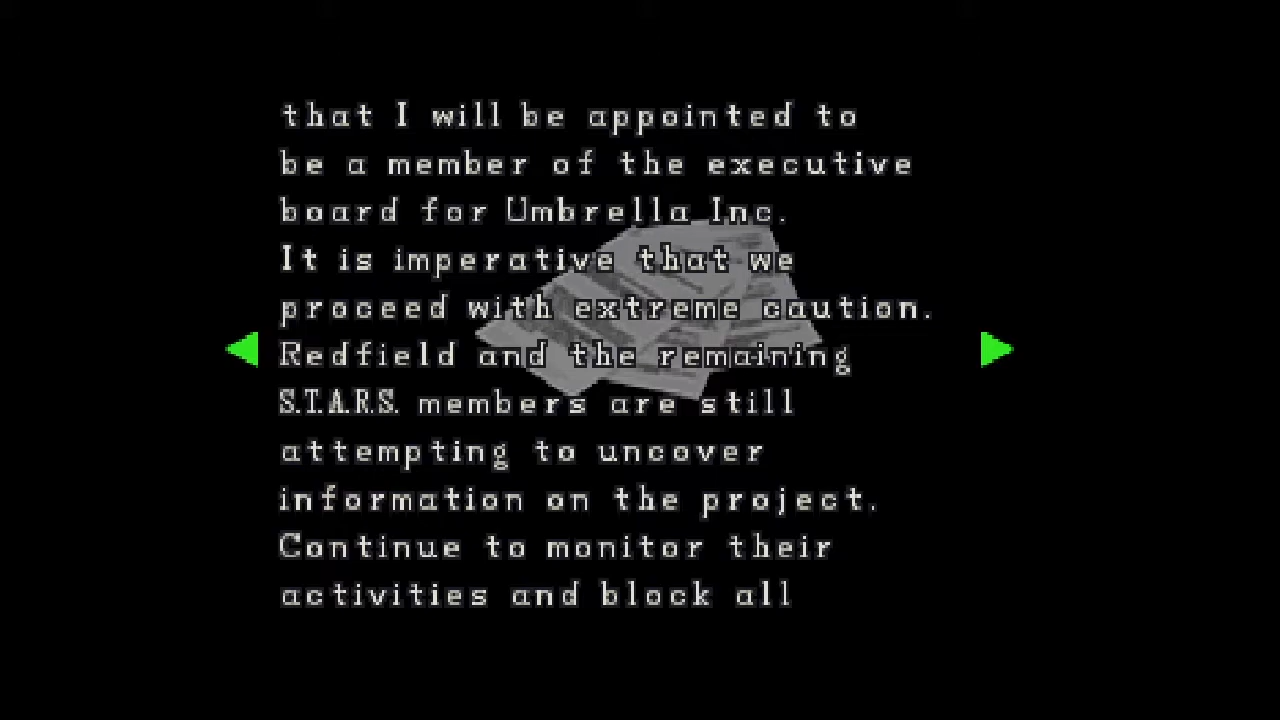 that I will be appointed to
be a member of the executive
board for Umbrella Inc.
It is imperative that we
proceed with extreme caution.
Redfield and the remaining
S.T.A.R.S. members are still
attempting to uncover
information on the project.
Continue to monitor their
activities and block all